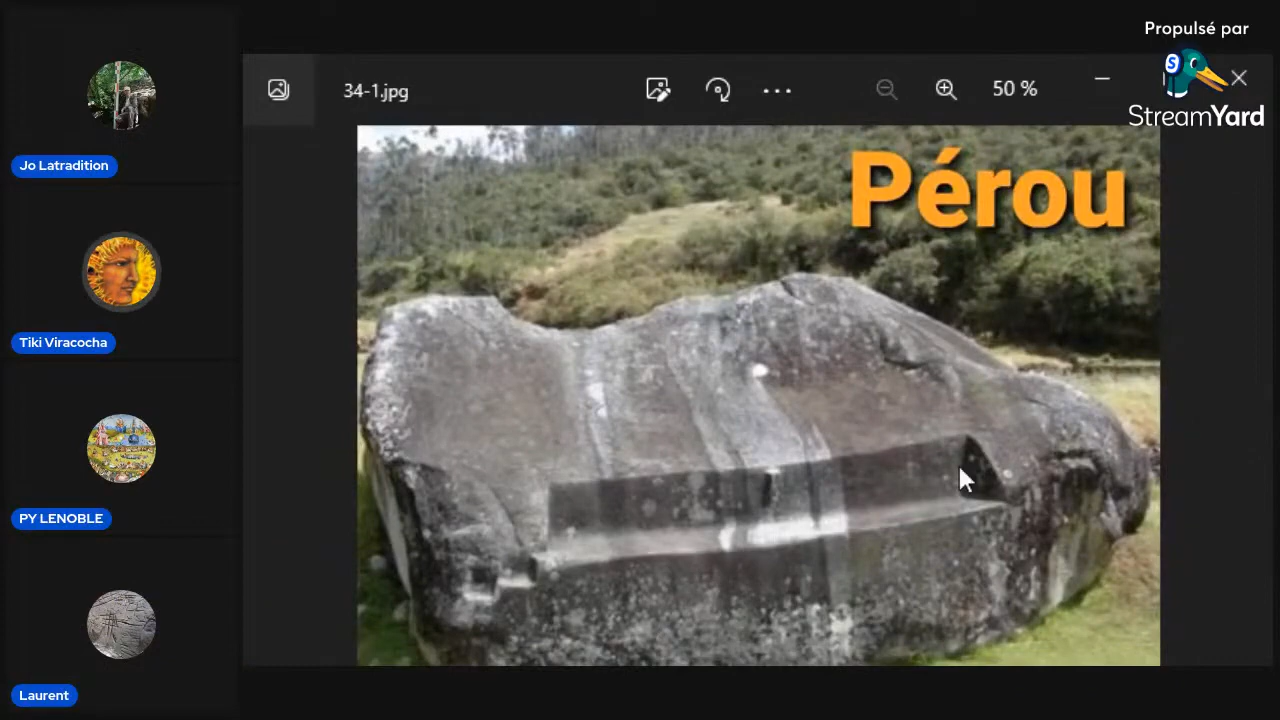 Propulsé par
StreamYard
34-1.jpg
50 %
Pérou
Jo Latradition
Tiki Viracocha
PY LENOBLE
Laurent